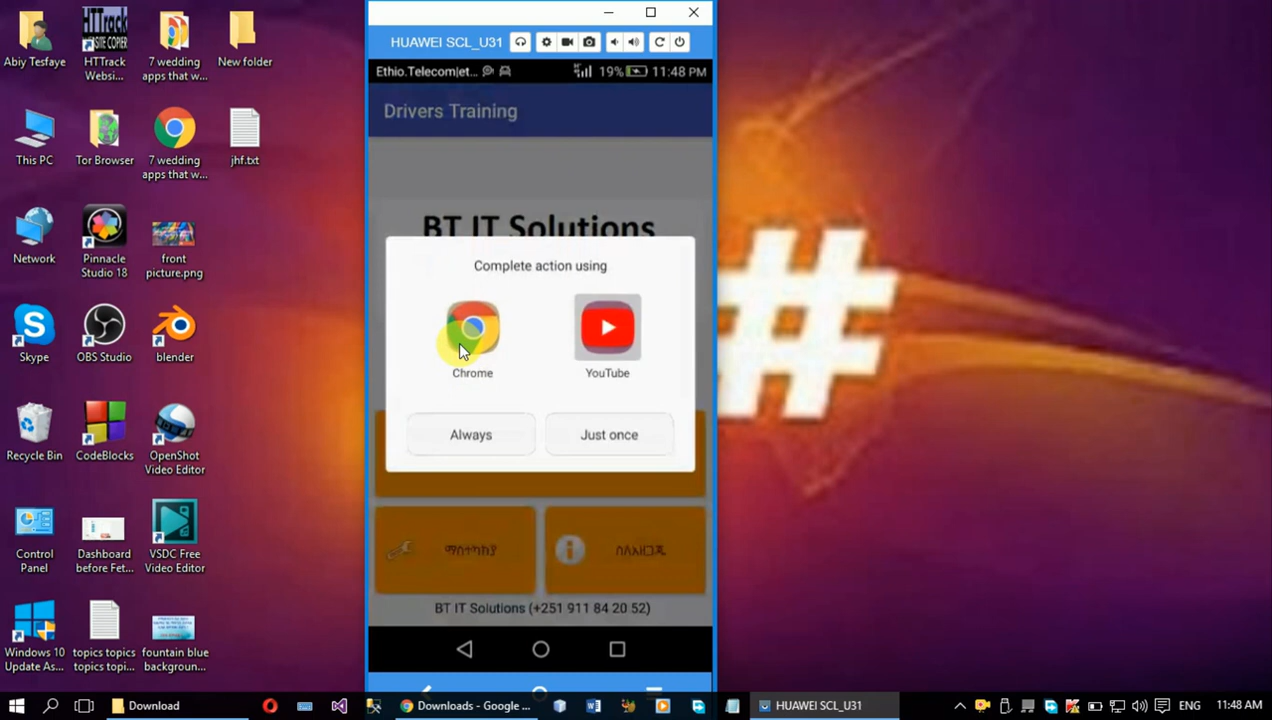 Abiy Tesfaye
HTTrack
SITE COPIER
HTTrack
Websi...
7 wedding
apps that w...
New folder
This PC
Tor Browser
7 wedding
apps that w...
jhf.txt
Network
Pinnacle
Studio 18
front
picture.png
Skype
OBS Studio
blender
Recycle Bin
CodeBlocks
OpenShot
Video Editor
Control
Panel
Dashboard
before Fet...
VSDC Free
Video Editor
Windows 10
Update As...
topics topics
topics topi...
fountain blue
backgroun...
HUAWEI SCL_U31
Ethio.Telecom|et...
19%
11:48 PM
Drivers Training
BT IT Solutions
Complete action using
Chrome
YouTube
Always
Just once
ማስተጣከያ
ስለአዘጋጁ
BT IT Solutions (+251 911 84 20 52)
#
Download
Downloads - Google ...
HUAWEI SCL_U31
ENG
11:48 AM